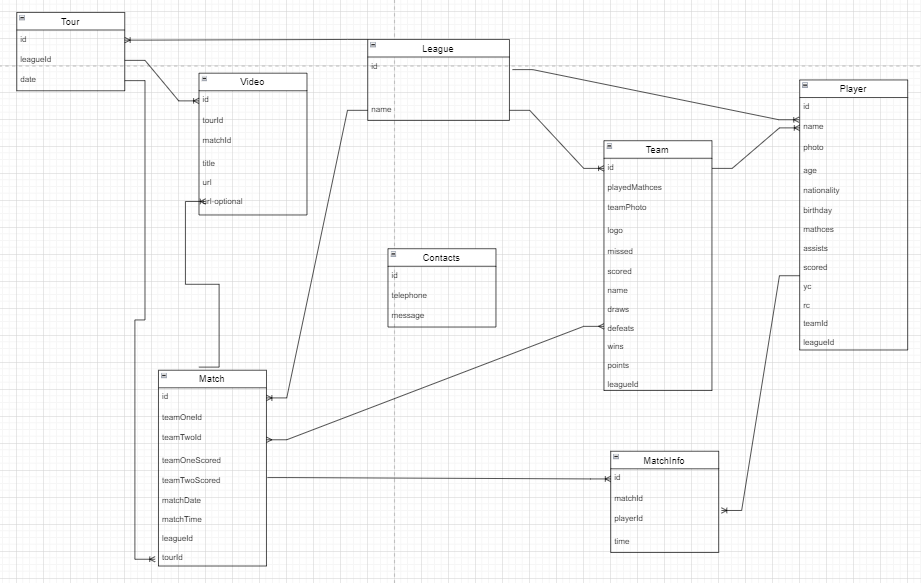 Tour
id
leagueId
date
Video
id
tourId
matchId
title
url
url-optional
League
id
name
Player
id
name
photo
age
nationality
birthday
mathces
assists
scored
yc
rc
teamId
leagueId
Team
id
playedMathces
teamPhoto
logo
missed
scored
name
draws
defeats
wins
points
leagueId
Contacts
id
telephone
message
Match
id
teamOneId
teamTwoId
teamOneScored
teamTwoScored
matchDate
matchTime
leagueId
tourId
MatchInfo
id
matchId
playerId
time